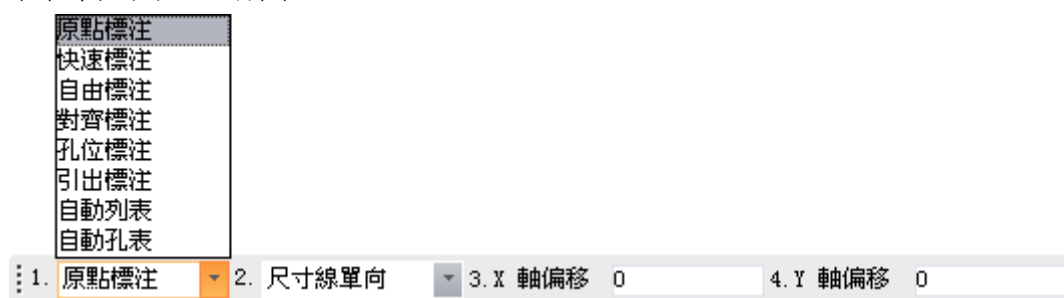 原點標注
快速標注
自由標注
對齊標注
孔位標注
引出標注
自動列表
自動孔表
1. 原點標注 2. 尺寸線單向 3.X 軸偏移 0 4.Y 軸偏移 0